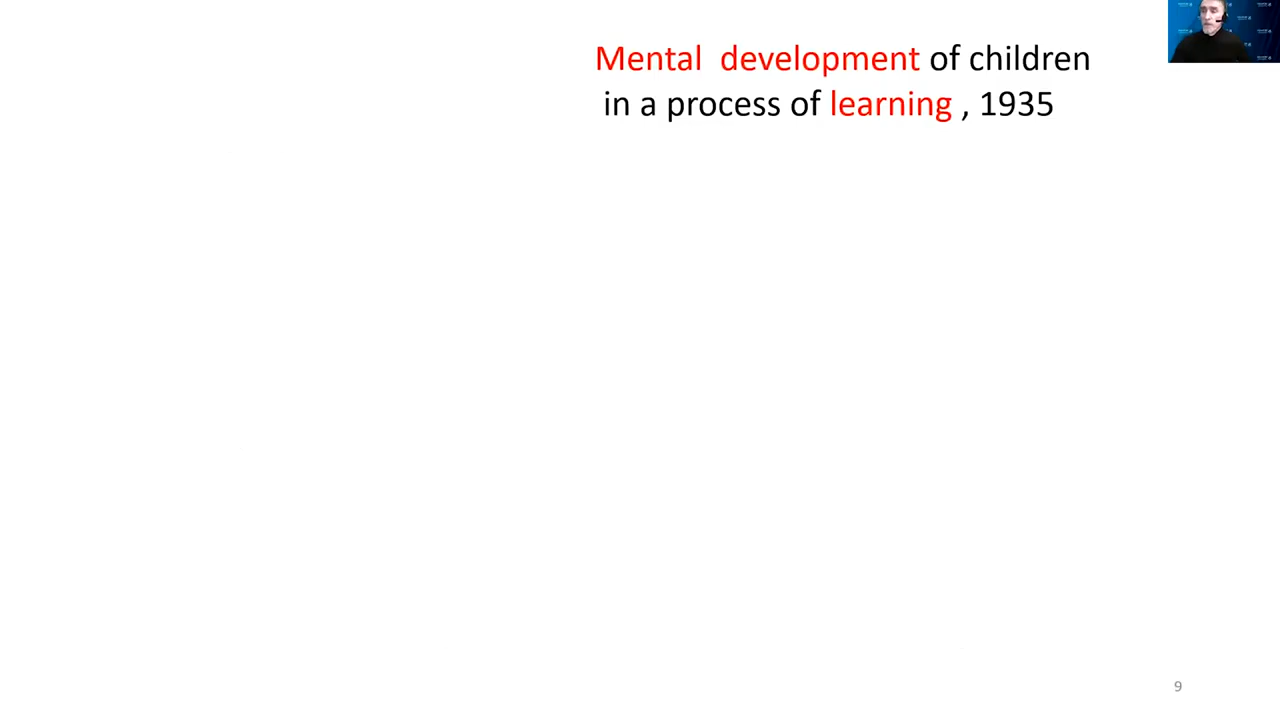 Mental  development of children
in a process of learning , 1935
9